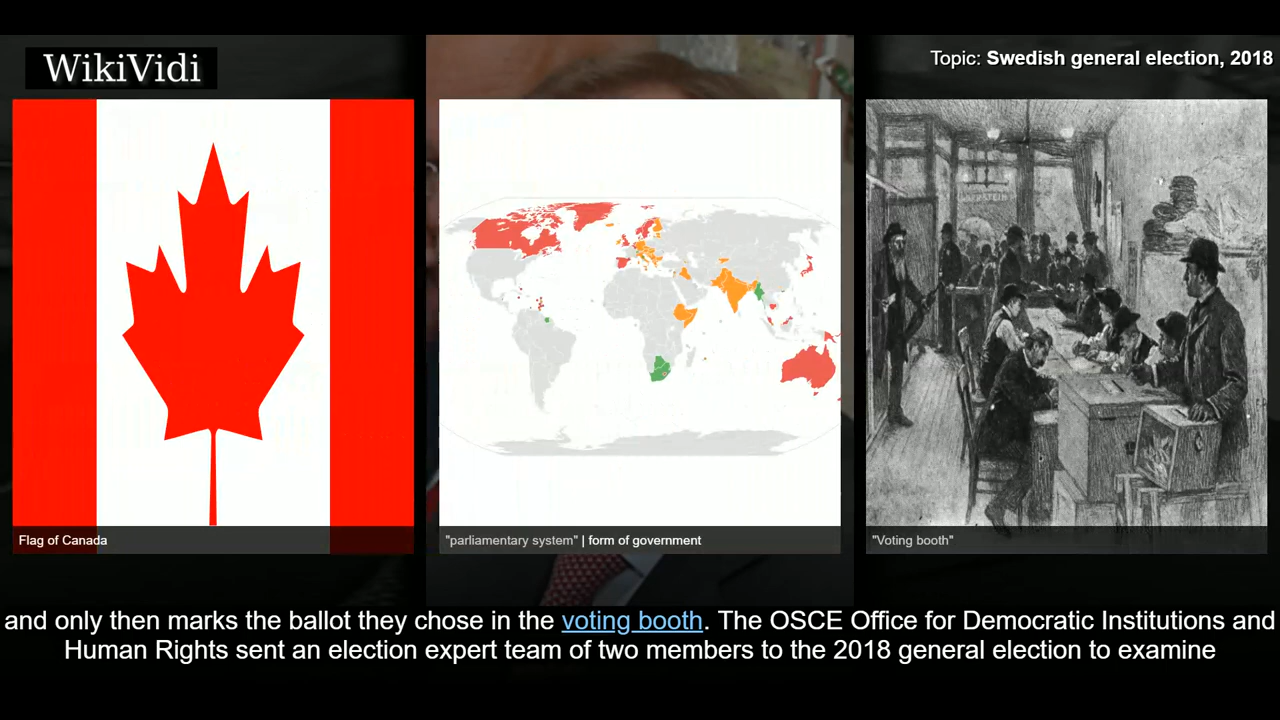 WikiVidi
Topic: Swedish general election, 2018
Flag of Canada
"parliamentary system" | form of government
"Voting booth"
and only then marks the ballot they chose in the voting booth. The OSCE Office for Democratic Institutions and
Human Rights sent an election expert team of two members to the 2018 general election to examine